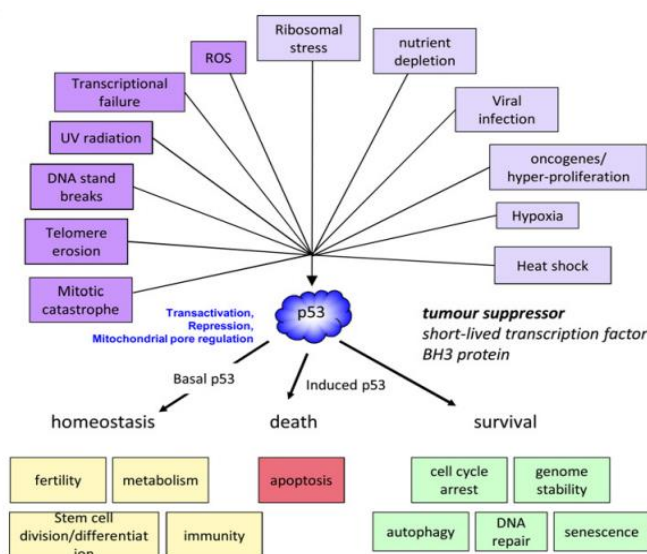 Ribosomal
stress
nutrient
depletion
ROS
Transcriptional
failure
Viral
infection
UV radiation
oncogenes/
hyper-proliferation
DNA stand
breaks
Hypoxia
Telomere
erosion
Heat shock
Mitotic
catastrophe
p53
Transactivation,
Repression,
Mitochondrial pore regulation
tumour suppressor
short-lived transcription factor
BH3 protein
Basal p53
Induced p53
homeostasis
death
survival
fertility
metabolism
apoptosis
cell cycle
arrest
genome
stability
Stem cell
division/differentiat
ion
immunity
autophagy
DNA
repair
senescence